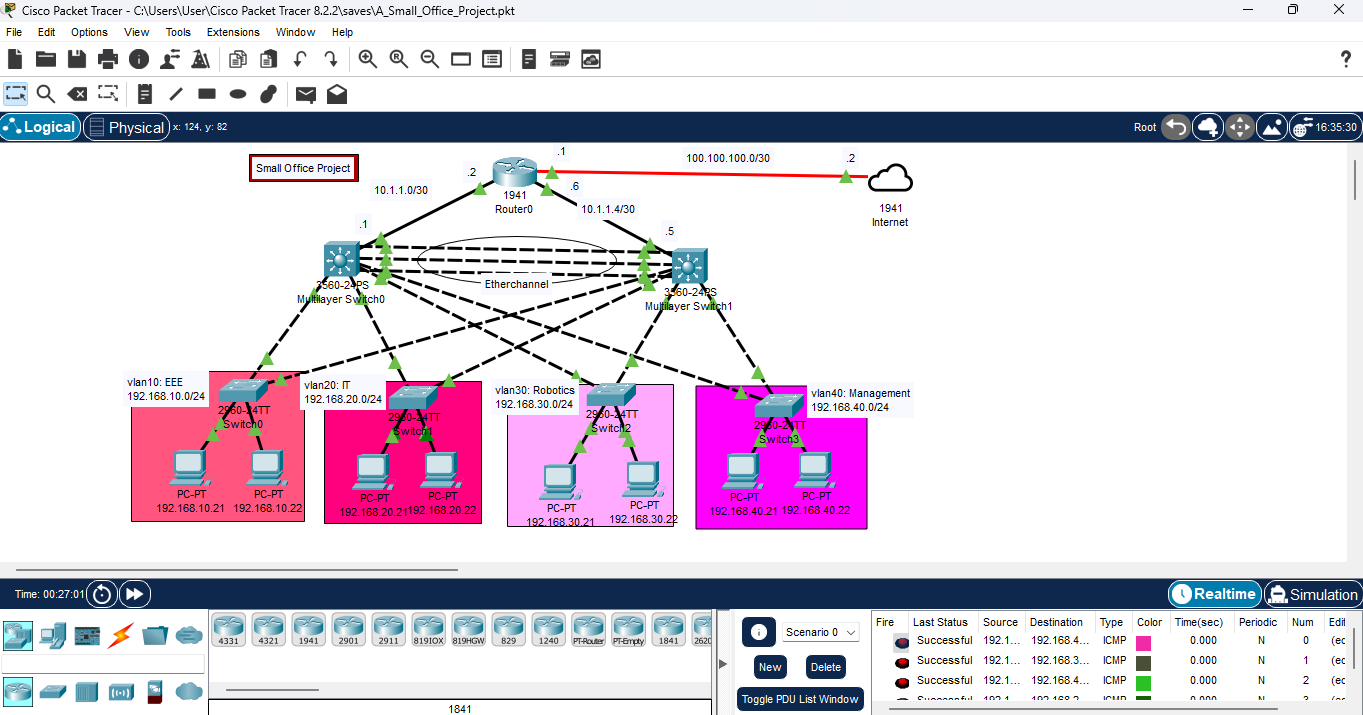 Cisco Packet Tracer - C:\Users\User\Cisco Packet Tracer 8.2.2\saves\A_Small_Office_Project.pkt
File Edit Options View Tools Extensions Window Help
?
Logical Physical x: 124, y: 82 Root 16:35:30
Small Office Project
.2
.1
100.100.100.0/30
.2
10.1.1.0/30
1941
Router0
.6
10.1.1.4/30
1941
Internet
.1
.5
Etherchannel
3560-24PS
Multilayer Switch0
3560-24PS
Multilayer Switch1
vlan10: EEE
192.168.10.0/24
2960-24TT
Switch0
vlan20: IT
192.168.20.0/24
2960-24TT
Switch1
vlan30: Robotics
192.168.30.0/24
2960-24TT
Switch2
vlan40: Management
192.168.40.0/24
2960-24TT
Switch3
PC-PT
192.168.10.21
PC-PT
192.168.10.22
PC-PT
192.168.20.21
PC-PT
192.168.20.22
PC-PT
192.168.30.21
PC-PT
192.168.30.22
PC-PT
192.168.40.21
PC-PT
192.168.40.22
Time: 00:27:01 Realtime Simulation
4331 4321 1941 2901 2911 819IOX 819HGW 829 1240 PT-Router PT-Empty 1841 2620
1841
Scenario 0
New Delete
Toggle PDU List Window
Fire Last Status Source Destination Type Color Time(sec) Periodic Num Edit
Successful 192.1... 192.168.4... ICMP 0.000 N 0 (ec
Successful 192.1... 192.168.3... ICMP 0.000 N 1 (ec
Successful 192.1... 192.168.4... ICMP 0.000 N 2 (ec
Successful 192.1... 192.168.2... ICMP 0.000 N 3 (ec